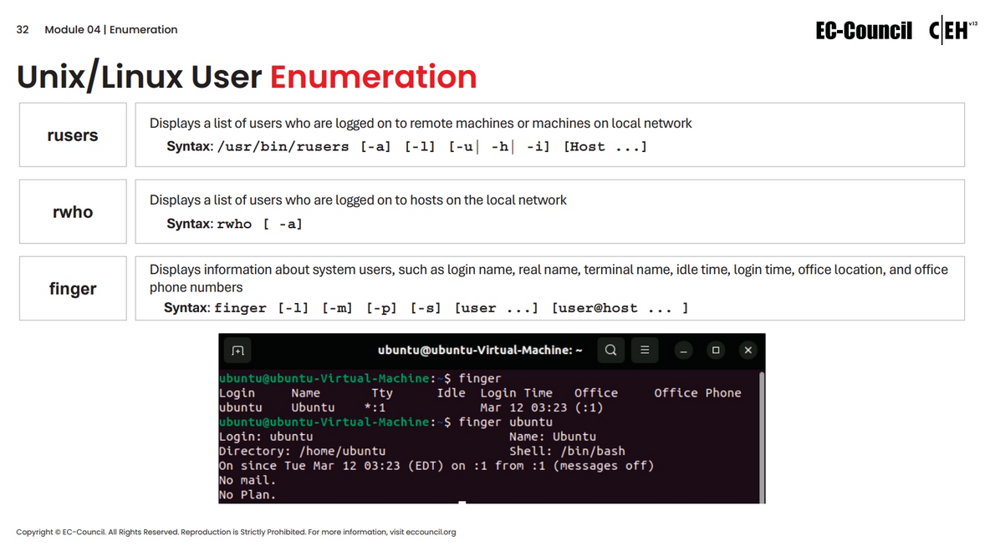 32 Module 04 | Enumeration
EC-Council C|EH v13
Unix/Linux User Enumeration
rusers
Displays a list of users who are logged on to remote machines or machines on local network
Syntax: /usr/bin/rusers [-a] [-l] [-u| -h| -i] [Host ...]
rwho
Displays a list of users who are logged on to hosts on the local network
Syntax: rwho [ -a]
finger
Displays information about system users, such as login name, real name, terminal name, idle time, login time, office location, and office
phone numbers
Syntax: finger [-l] [-m] [-p] [-s] [user ...] [user@host ... ]
ubuntu@ubuntu-Virtual-Machine: ~
ubuntu@ubuntu-Virtual-Machine:~$ finger
Login Name Tty Idle Login Time Office Office Phone
ubuntu Ubuntu *:1 Mar 12 03:23 (:1)
ubuntu@ubuntu-Virtual-Machine:~$ finger ubuntu
Login: ubuntu Name: Ubuntu
Directory: /home/ubuntu Shell: /bin/bash
On since Tue Mar 12 03:23 (EDT) on :1 from :1 (messages off)
No mail.
No Plan.
Copyright © EC-Council. All Rights Reserved. Reproduction is Strictly Prohibited. For more information, visit eccouncil.org